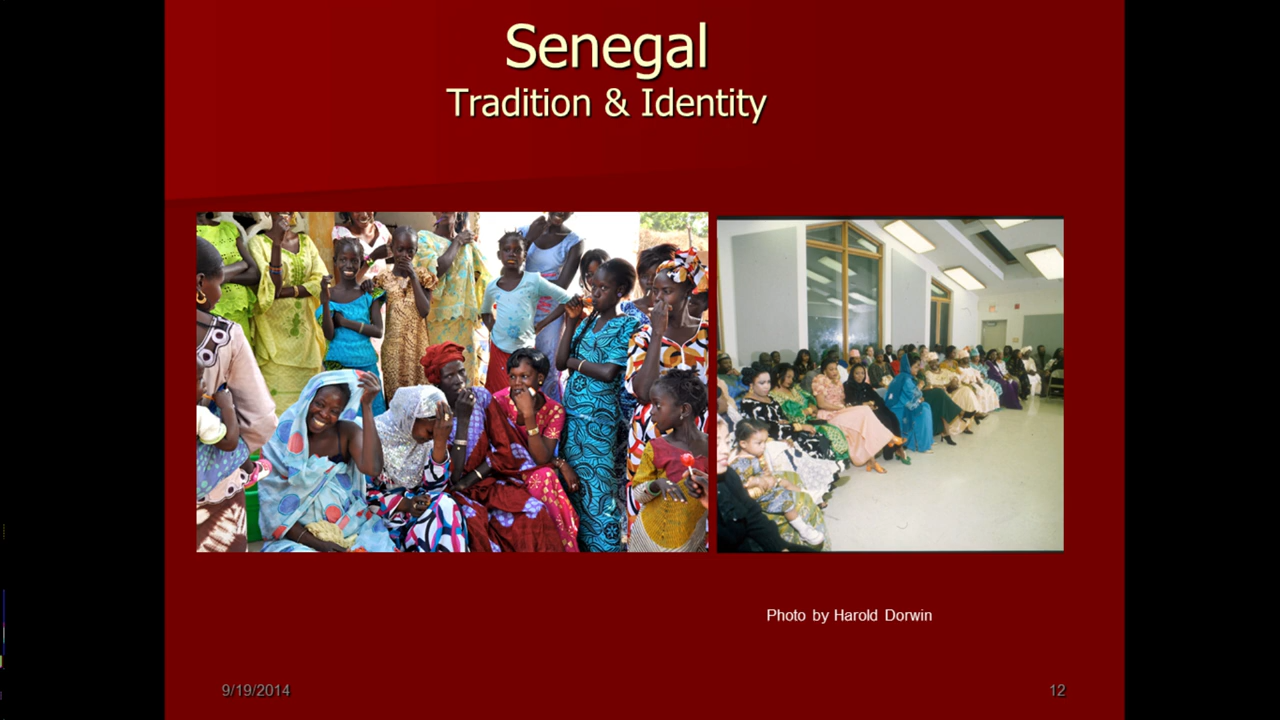 Senegal
Tradition & Identity
Photo by Harold Dorwin
9/19/2014
12